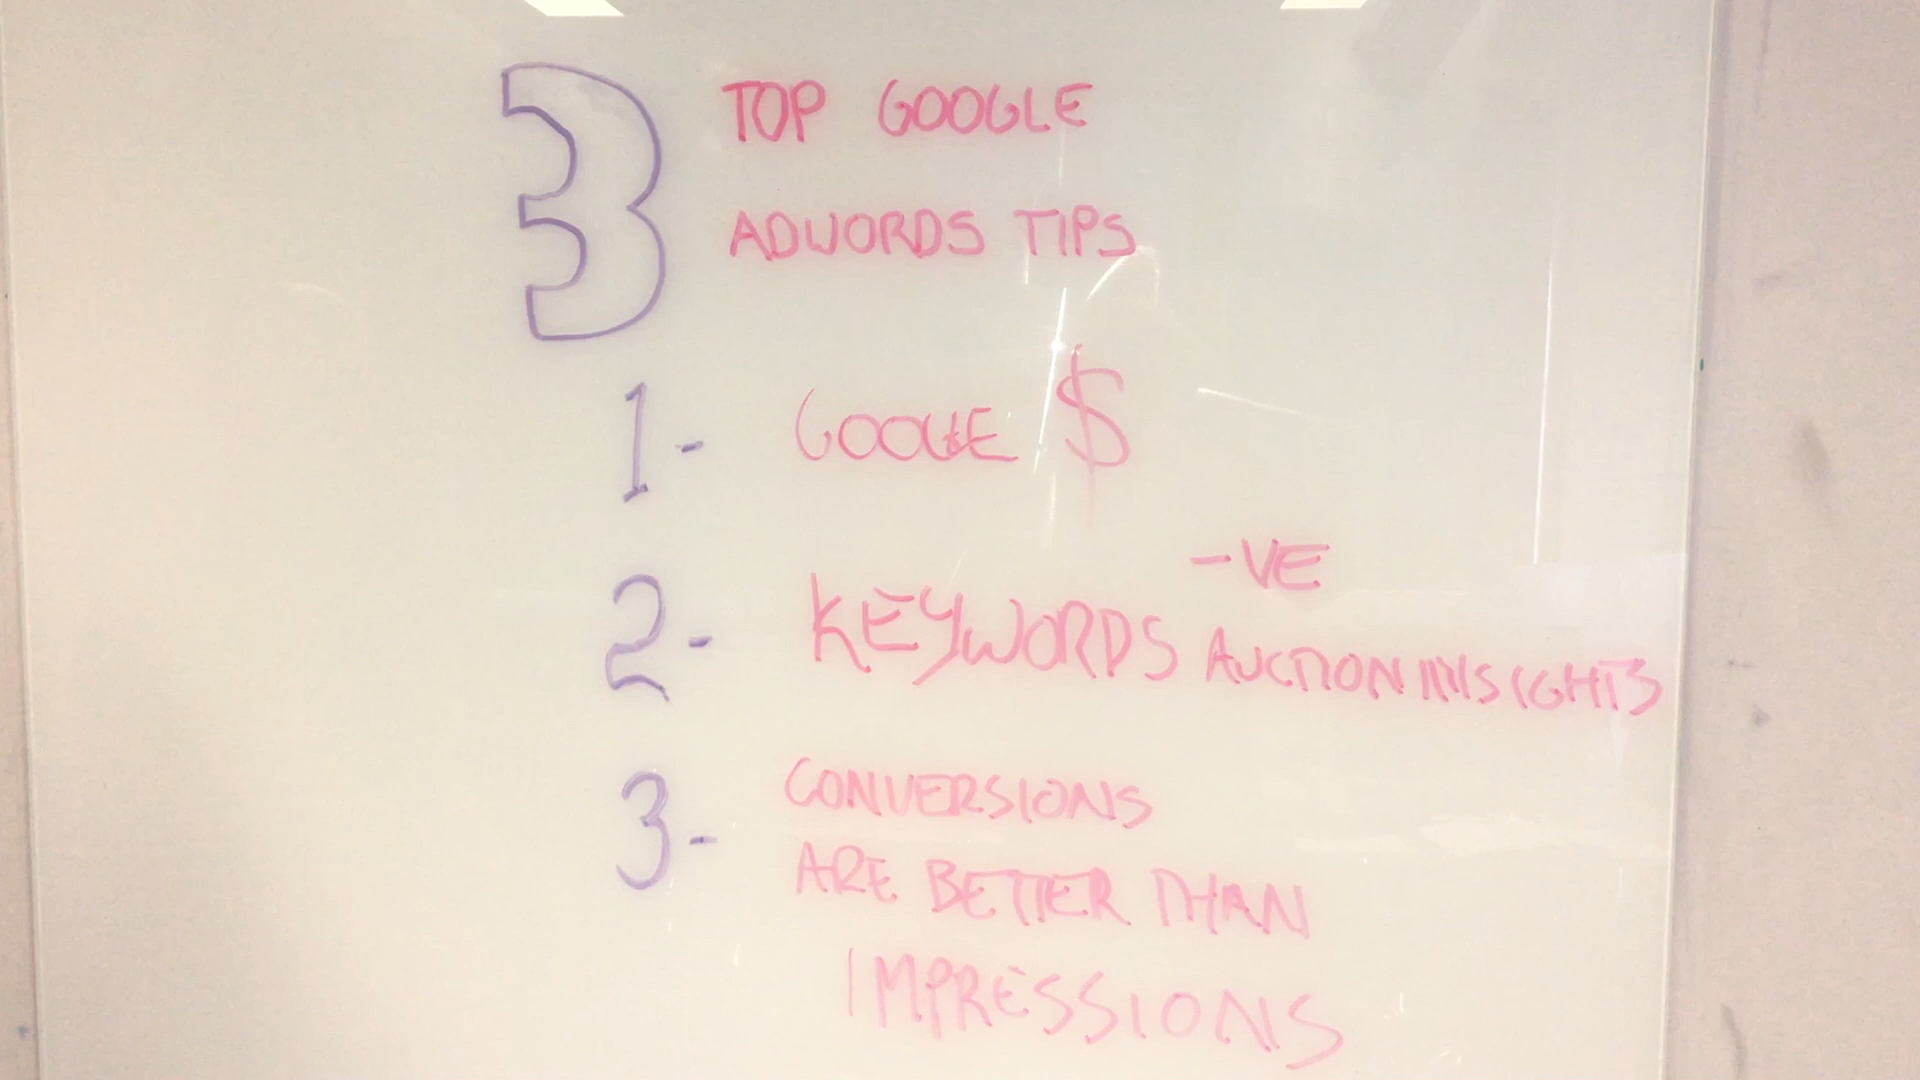 3 TOP GOOGLE
ADWORDS TIPS
1- GOOGLE $
-VE
2- KEYWORDS AUCTION INSIGHTS
3- CONVERSIONS
ARE BETTER THAN
IMPRESSIONS